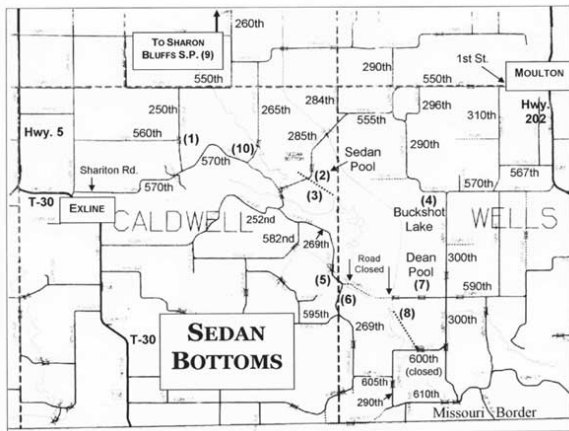 260th
TO SHARON
BLUFFS S.P. (9)
550th
290th
1st St.
550th
MOULTON
Hwy.
202
250th
265th
284th
296th
310th
Hwy. 5
560th
(1)
(10)
285th
555th
290th
Sedan
Pool
570th
(2)
(3)
567th
Shariton Rd.
570th
(4)
570th
T-30
EXLINE
CALDWELL
252nd
Buckshot
Lake
WELLS
582nd
269th
Road
Closed
Dean
Pool
(7)
300th
590th
(5)
(6)
595th
(8)
269th
300th
T-30
SEDAN
BOTTOMS
600th
(closed)
605th
290th
610th
Missouri Border